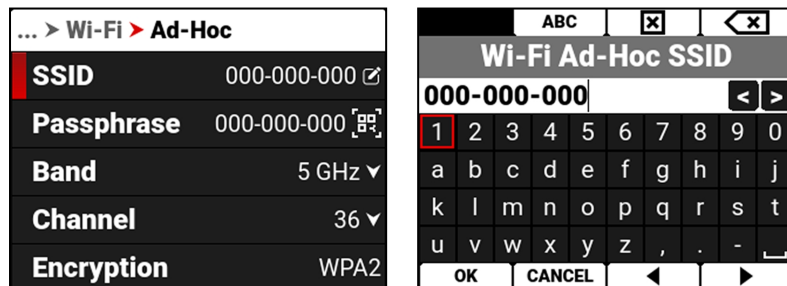 ... > Wi-Fi > Ad-Hoc
SSID 000-000-000
Passphrase 000-000-000
Band 5 GHz
Channel 36
Encryption WPA2
ABC
Wi-Fi Ad-Hoc SSID
000-000-000 < >
1 2 3 4 5 6 7 8 9 0
a b c d e f g h i j
k l m n o p q r s t
u v w x y z , . -
OK CANCEL